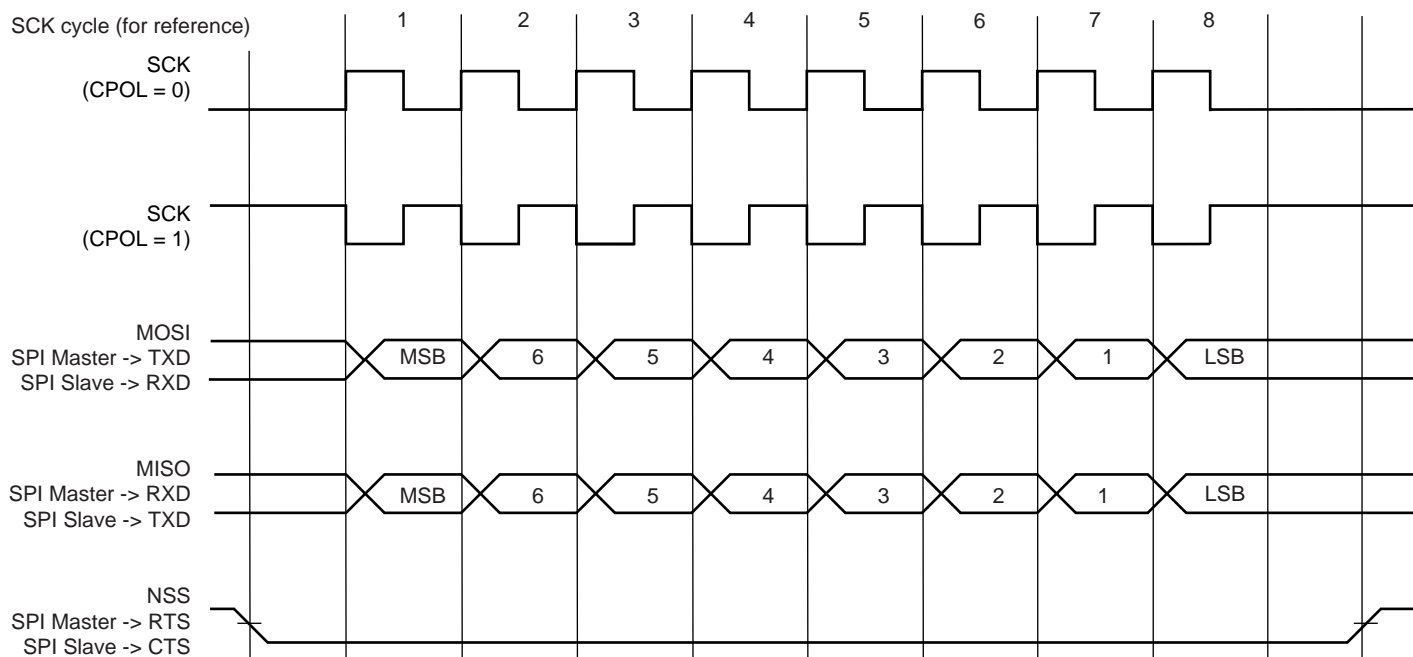 SCK cycle (for reference)
1 2 3 4 5 6 7 8
SCK
(CPOL = 0)
SCK
(CPOL = 1)
MOSI
SPI Master -> TXD
SPI Slave -> RXD
MSB 6 5 4 3 2 1 LSB
MISO
SPI Master -> RXD
SPI Slave -> TXD
MSB 6 5 4 3 2 1 LSB
NSS
SPI Master -> RTS
SPI Slave -> CTS